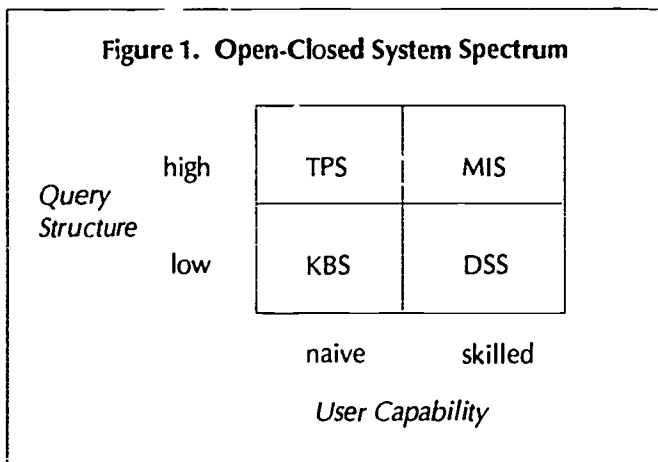 Figure 1. Open-Closed System Spectrum
high TPS MIS
Query
Structure
low KBS DSS
naive skilled
User Capability